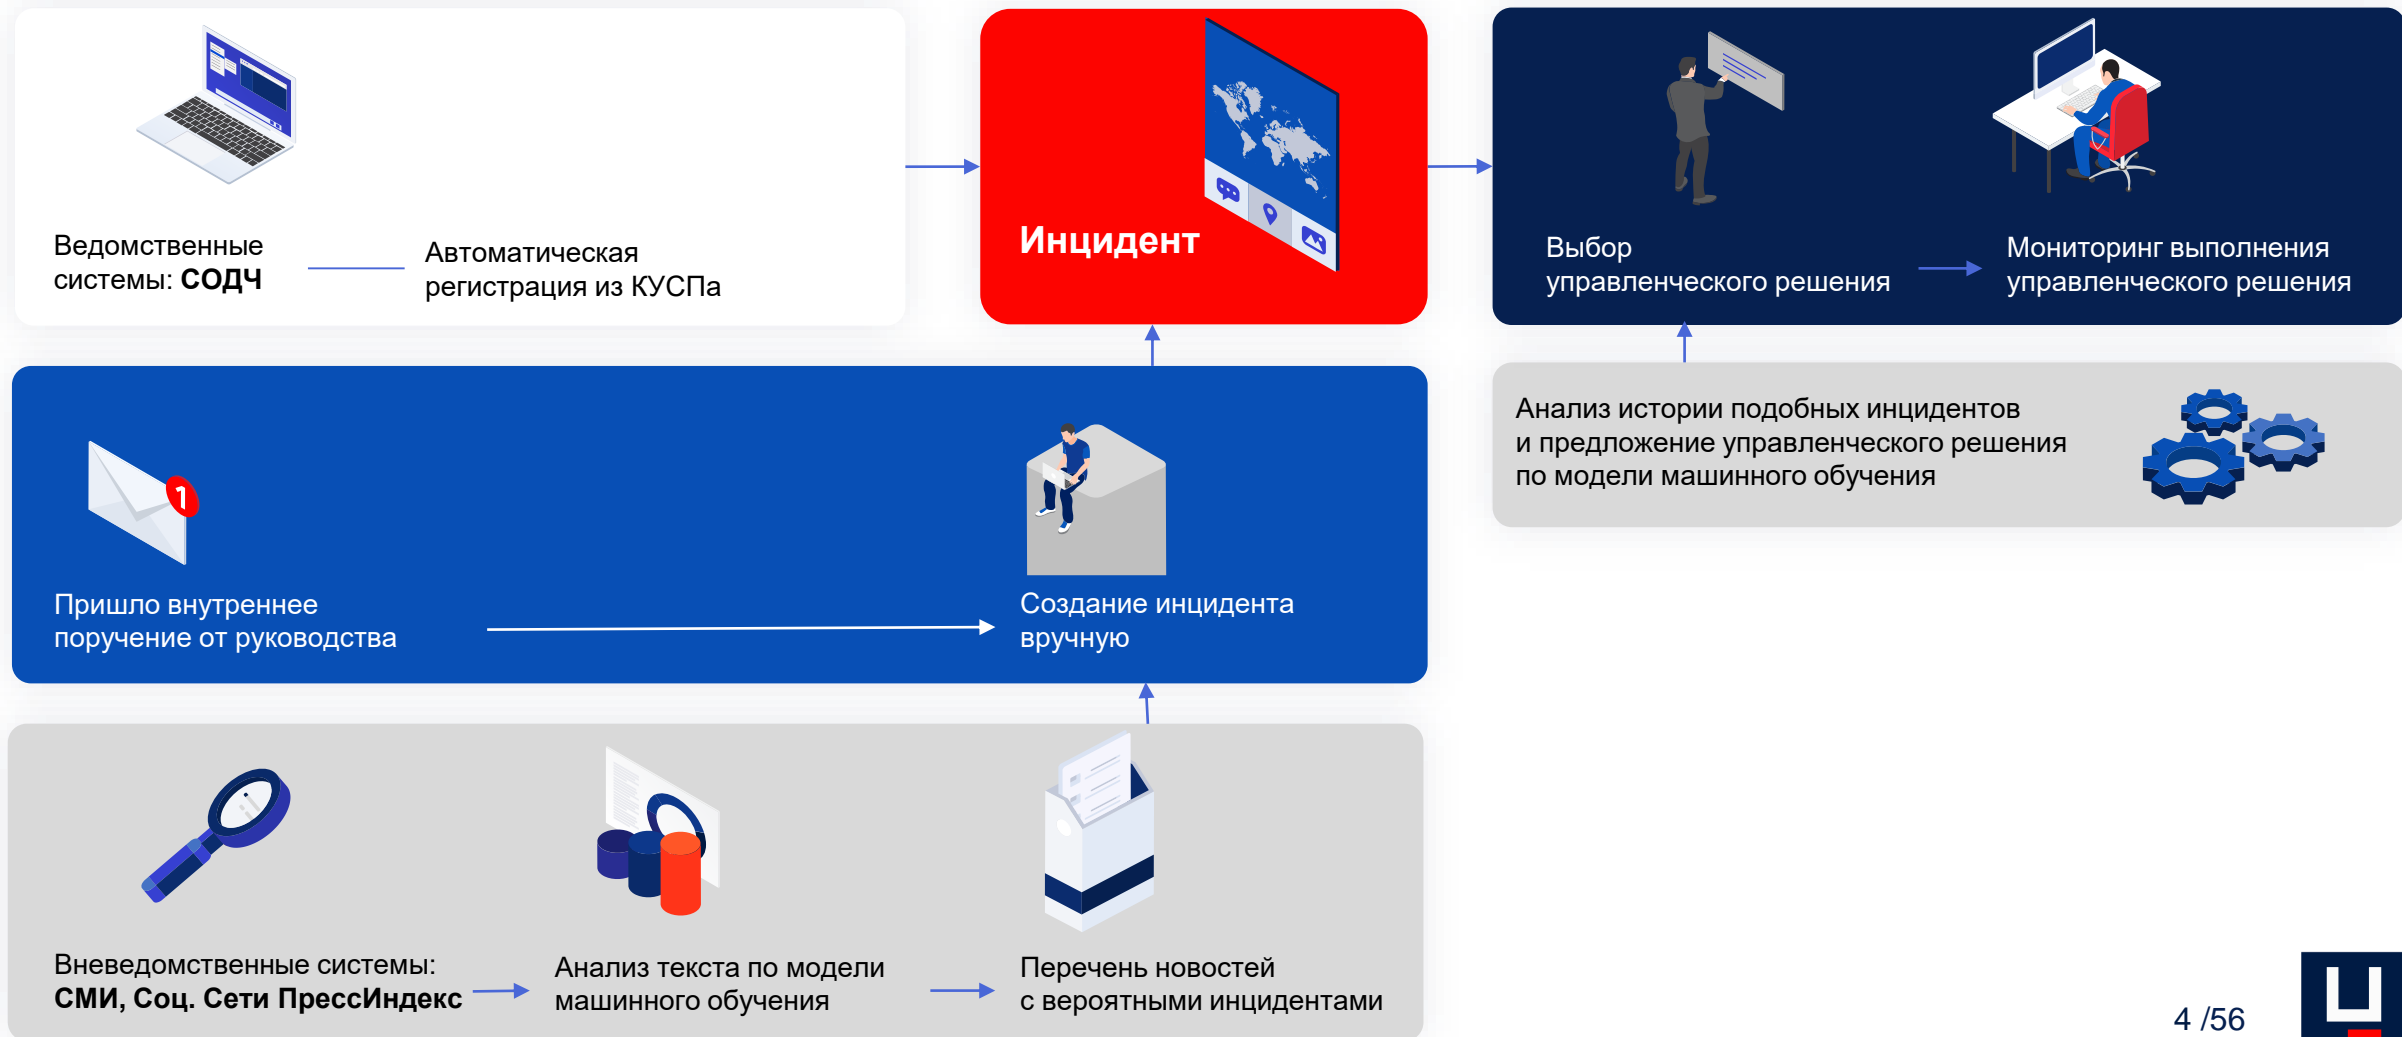 Ведомственные
системы: СОДЧ
Автоматическая
регистрация из КУСПа
Инцидент
Выбор
управленческого решения
Мониторинг выполнения
управленческого решения
Анализ истории подобных инцидентов
и предложение управленческого решения
по модели машинного обучения
1
Пришло внутреннее
поручение от руководства
Создание инцидента
вручную
Вневедомственные системы:
СМИ, Соц. Сети ПрессИндекс
Анализ текста по модели
машинного обучения
Перечень новостей
с вероятными инцидентами
4 /56
Ц